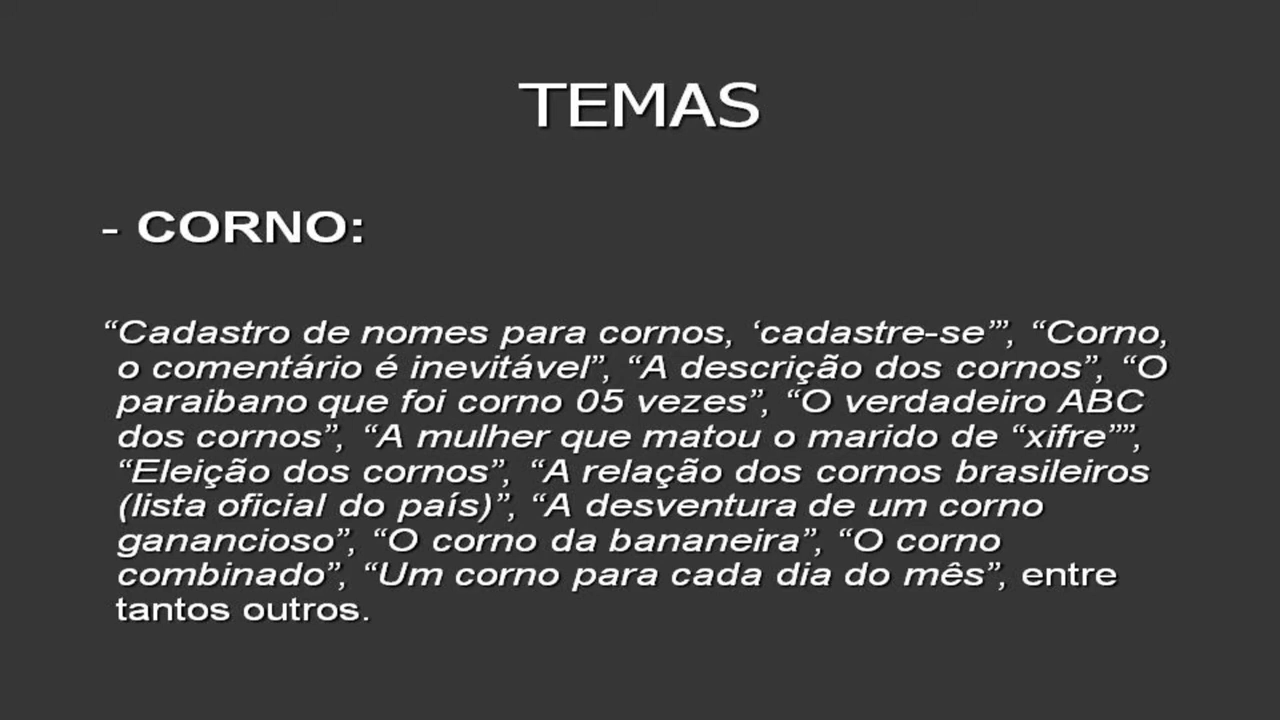 TEMAS
- CORNO:
“Cadastro de nomes para cornos, ‘cadastre-se’”, “Corno,
o comentário é inevitável”, “A descrição dos cornos”, “O
paraibano que foi corno 05 vezes”, “O verdadeiro ABC
dos cornos”, “A mulher que matou o marido de “xifre””,
“Eleição dos cornos”, “A relação dos cornos brasileiros
(lista oficial do país)”, “A desventura de um corno
ganancioso”, “O corno da bananeira”, “O corno
combinado”, “Um corno para cada dia do mês”, entre
tantos outros.